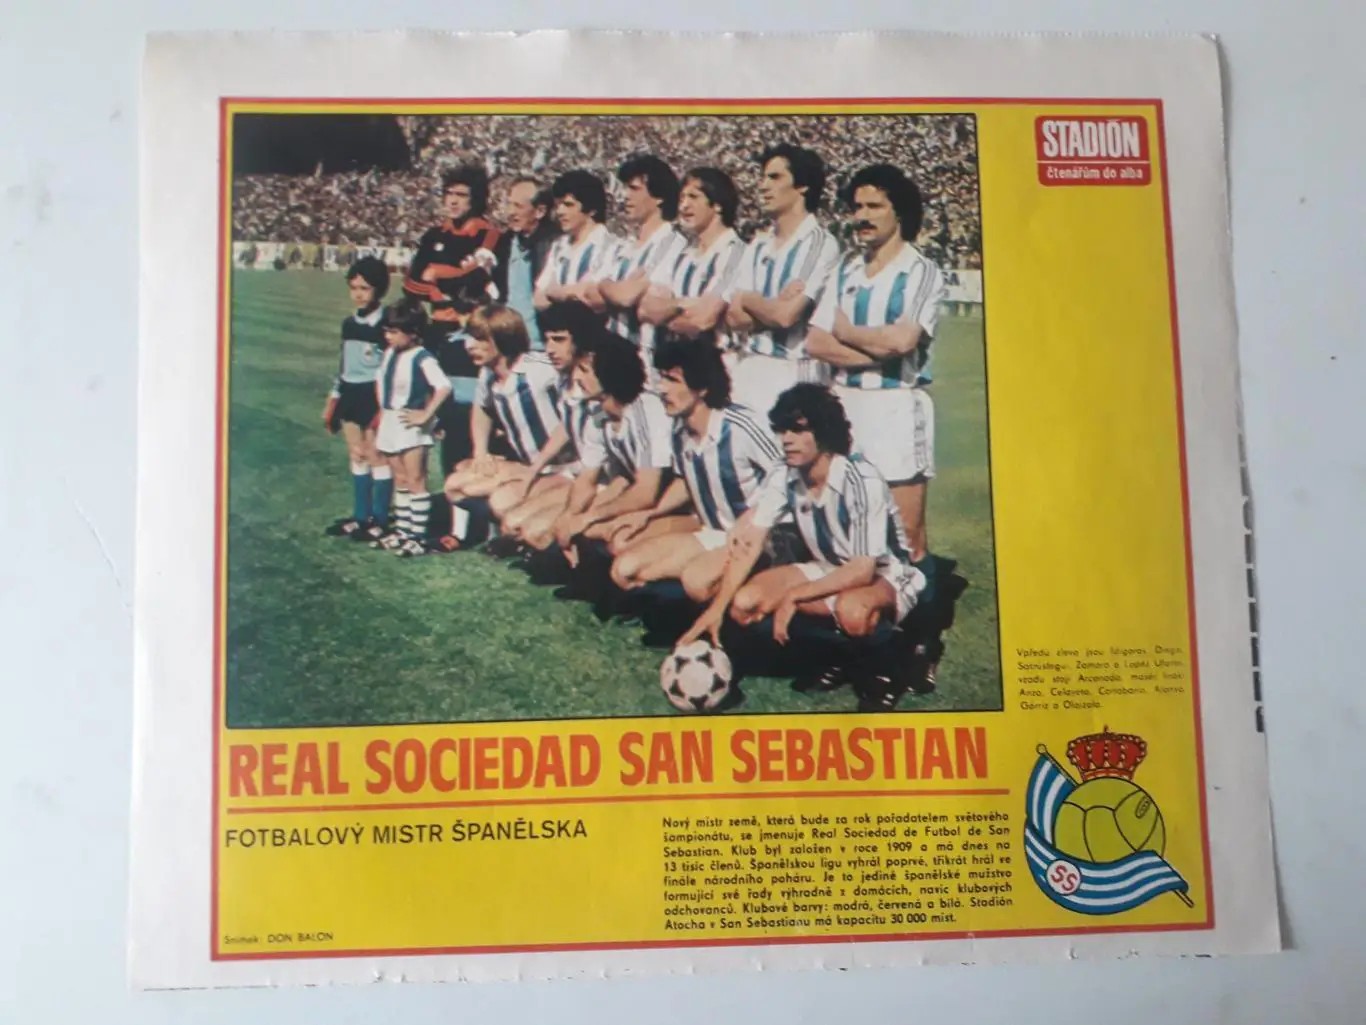 STADIÓN
čtenářům do alba
Vpředu zleva jsou Idigoras, Diego,
Satrustegui, Zamora a Lopéz Ufarte,
vzadu stojí Arconada, masér
Celayeta, Cortabaria, Alonso,
Górriz a Olaizola.
REAL SOCIEDAD SAN SEBASTIAN
FOTBALOVÝ MISTR ŠPANĚLSKA
Nový mistr země, která bude za rok pořadatelem světového
šampionátu, se jmenuje Real Sociedad de Futbol de San
Sebastian. Klub byl založen v roce 1909 a má dnes na
13 tisíc členů. Španělskou ligu vyhrál poprvé, třikrát hrál ve
finále národního poháru. Je to jediné španělské mužstvo
formující své řady výhradně z domácích, navíc klubových
odchovanců. Klubové barvy: modrá, červená a bílá. Stadión
Atocha v San Sebastianu má kapacitu 30 000 míst.
SS
Snímek: DON BALON